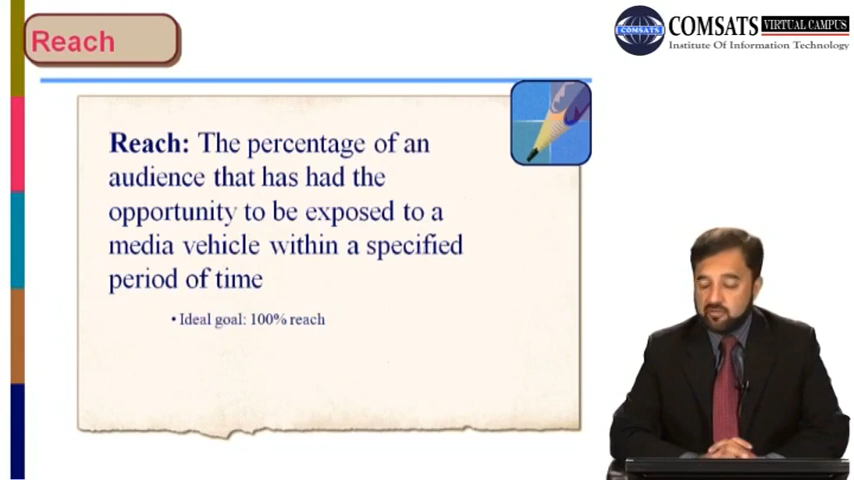 Reach
COMSATS
COMSATS VIRTUAL CAMPUS
Institute Of Information Technology
Reach: The percentage of an
audience that has had the
opportunity to be exposed to a
media vehicle within a specified
period of time
• Ideal goal: 100% reach